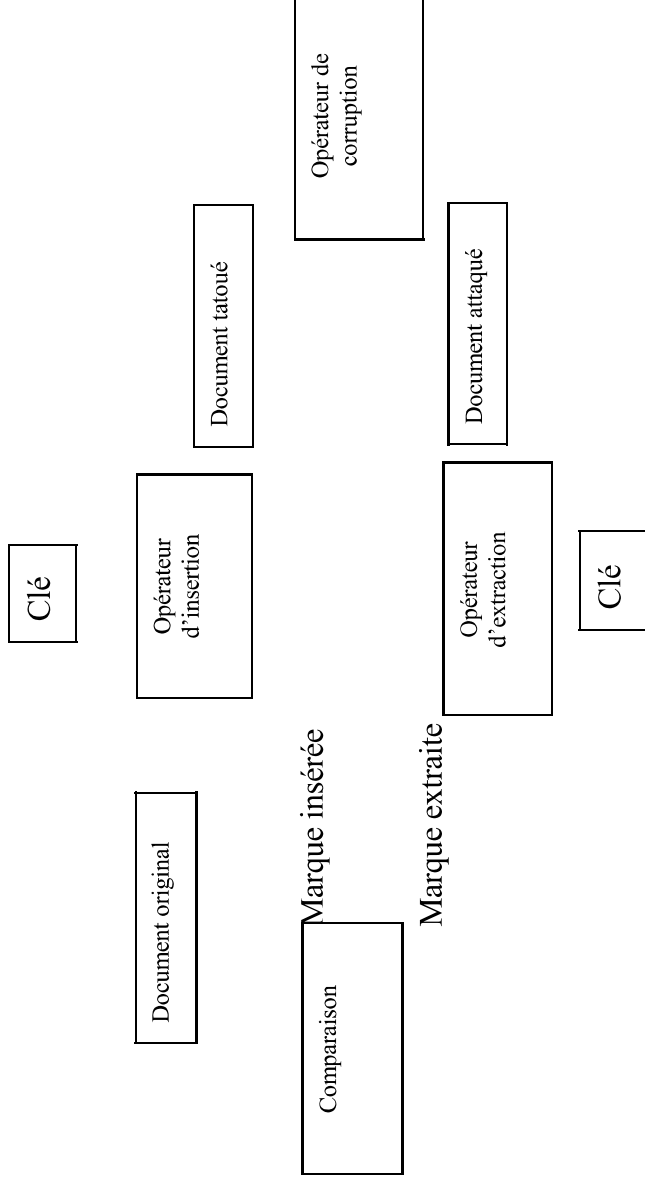 Clé
Document original
Opérateur
d’insertion
Document tatoué
Marque insérée
Opérateur de
corruption
Comparaison
Marque extraite
Opérateur
d’extraction
Document attaqué
Clé